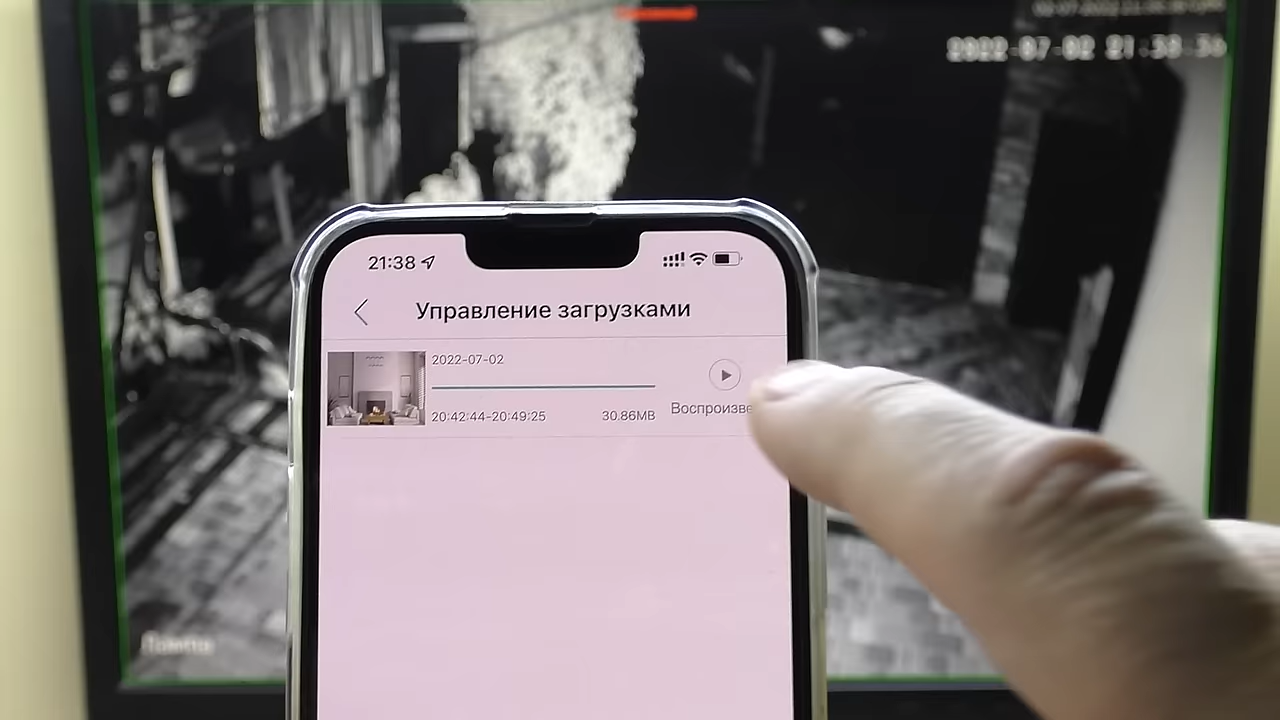 2022-07-02 21:38:36
21:38
Управление загрузками
2022-07-02
20:42:44-20:49:25
30.86MB
Воспроизве